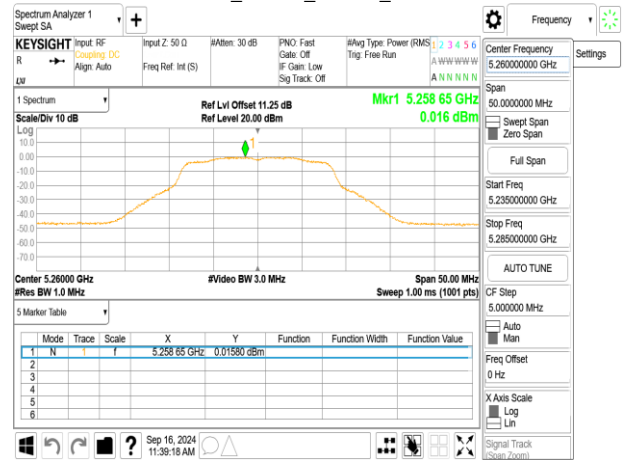 Spectrum Analyzer 1
Swept SA
Frequency
KEYSIGHT
R
Input: RF
Coupling: DC
Align: Auto
Input Z: 50 Ω
Freq Ref: Int (S)
#Atten: 30 dB
PNO: Fast
Gate: Off
IF Gain: Low
Sig Track: Off
#Avg Type: Power (RMS
Trig: Free Run
1 2 3 4 5 6
A W W W W W
A N N N N N
1 Spectrum
Scale/Div 10 dB
Ref Lvl Offset 11.25 dB
Ref Level 20.00 dBm
Mkr1 5.258 65 GHz
0.016 dBm
Log
10.0
0.00
-10.0
-20.0
-30.0
-40.0
-50.0
-60.0
-70.0
1
Center 5.26000 GHz
#Res BW 1.0 MHz
#Video BW 3.0 MHz
Span 50.00 MHz
Sweep 1.00 ms (1001 pts)
5 Marker Table
Mode Trace Scale X Y Function Function Width Function Value
1 N 1 f 5.258 65 GHz 0.01580 dBm
2
3
4
5
6
Sep 16, 2024
11:39:18 AM
Center Frequency
5.260000000 GHz
Settings
Span
50.0000000 MHz
Swept Span
Zero Span
Full Span
Start Freq
5.235000000 GHz
Stop Freq
5.285000000 GHz
AUTO TUNE
CF Step
5.000000 MHz
Auto
Man
Freq Offset
0 Hz
X Axis Scale
Log
Lin
Signal Track
(Span Zoom)